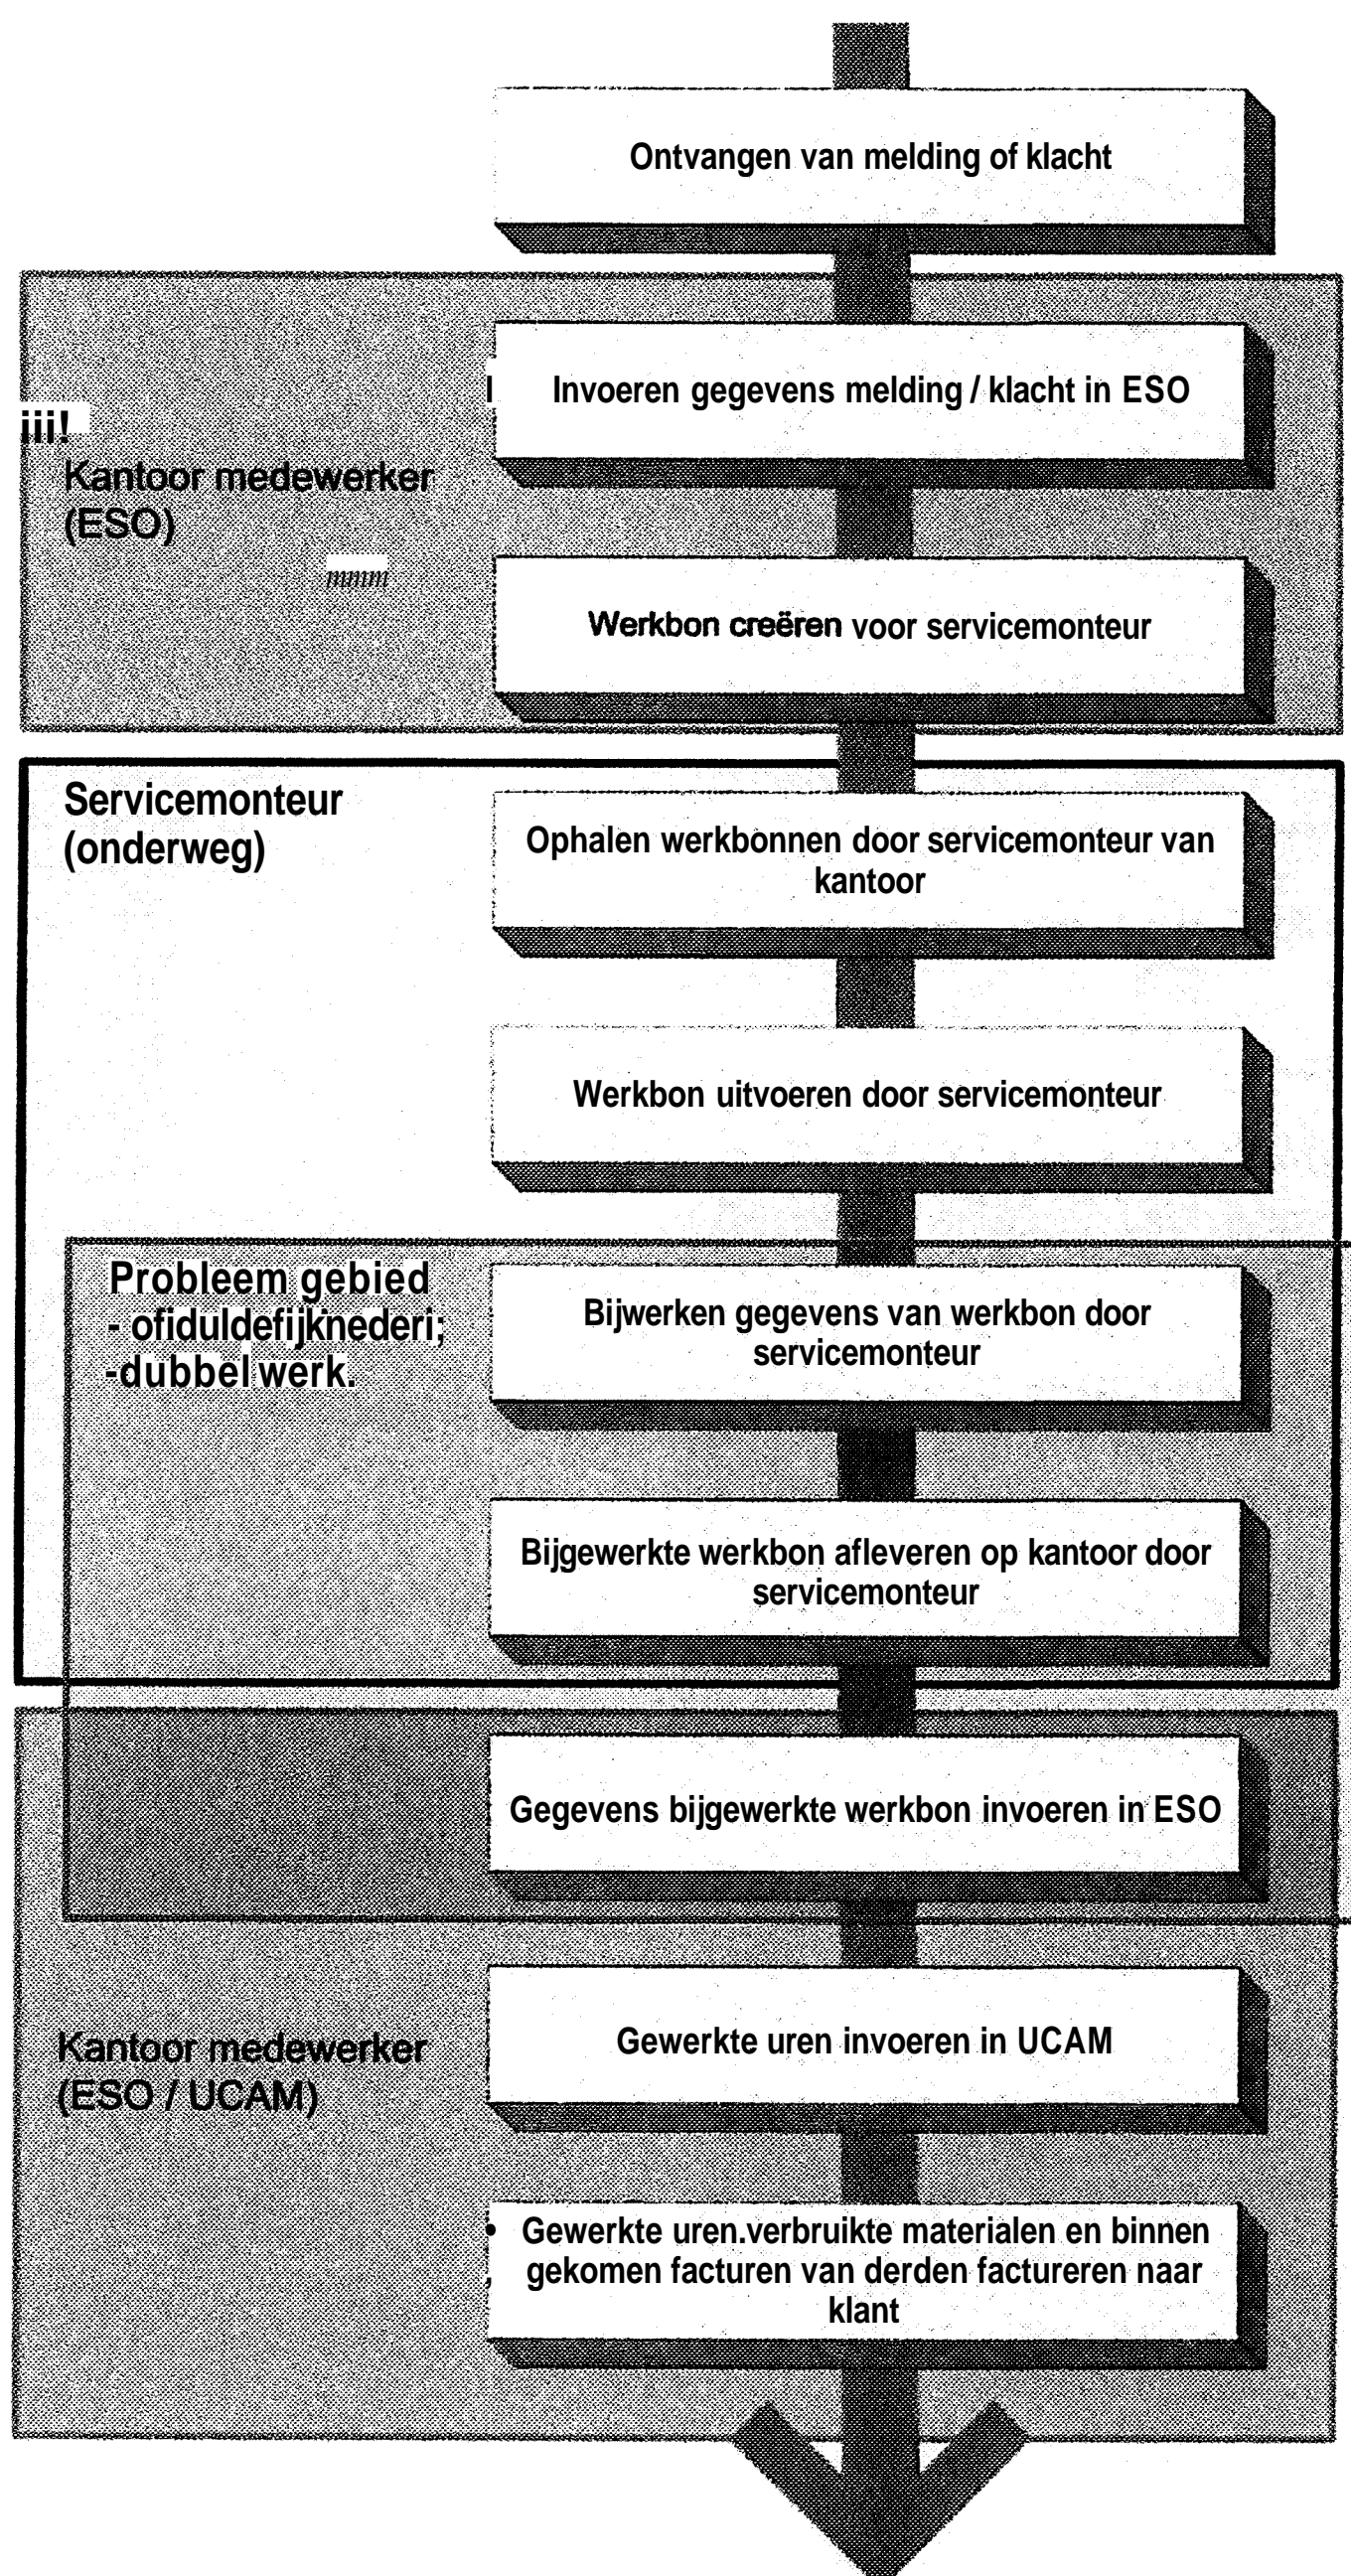 Ontvangen van melding of klacht
Invoeren gegevens melding / klacht in ESO
iii!
Kantoor medewerker
(ESO)
mmm
Werkbon creëren voor servicemonteur
Servicemonteur
(onderweg)
Ophalen werkbonnen door servicemonteur van
kantoor
Werkbon uitvoeren door servicemonteur
Probleem gebied
- ofiduldefijknederi;
-dubbel werk.
Bijwerken gegevens van werkbon door
servicemonteur
Bijgewerkte werkbon afleveren op kantoor door
servicemonteur
Gegevens bijgewerkte werkbon invoeren in ESO
Gewerkte uren invoeren in UCAM
Kantoor medewerker
(ESO / UCAM)
• Gewerkte uren.verbruikte materialen en binnen
gekomen facturen van derden factureren naar
klant